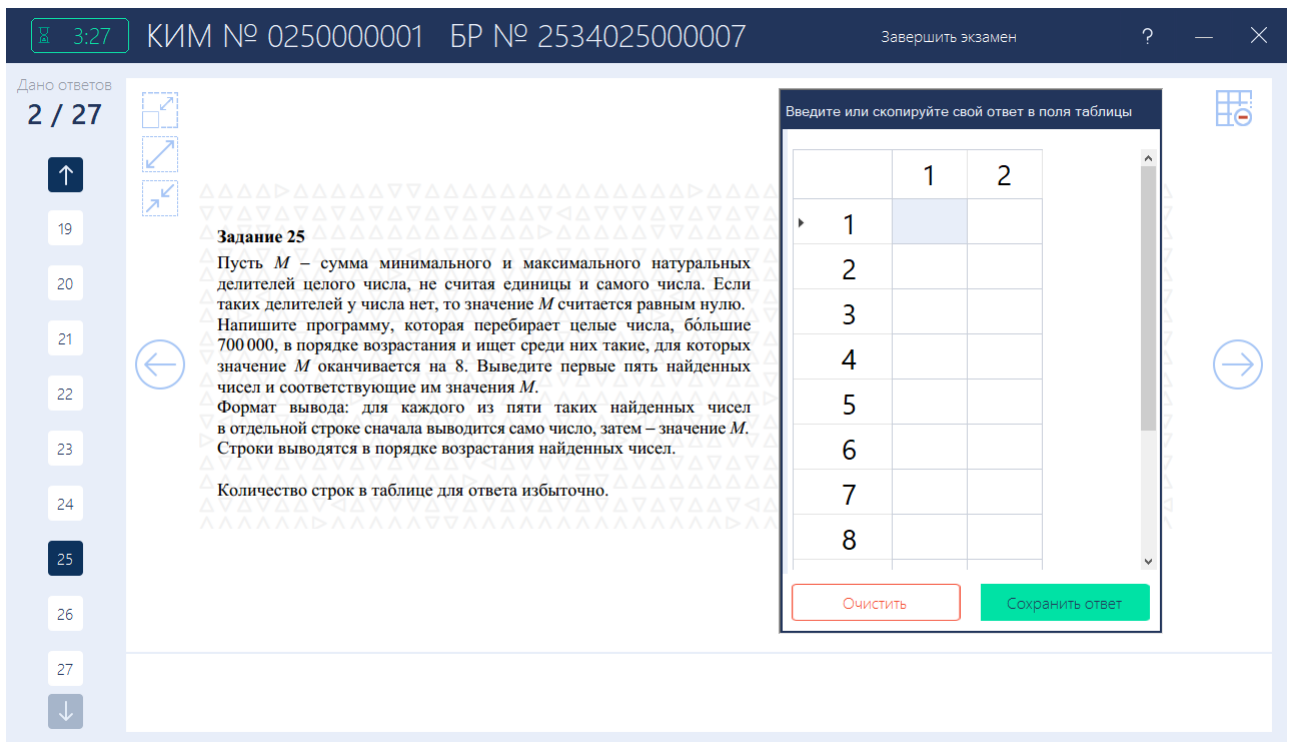 3:27 КИМ № 0250000001 БР № 2534025000007 Завершить экзамен ? — ×
Дано ответов
2 / 27
19
20
21
22
23
24
25
26
27
Задание 25
Пусть M – сумма минимального и максимального натуральных
делителей целого числа, не считая единицы и самого числа. Если
таких делителей у числа нет, то значение M считается равным нулю.
Напишите программу, которая перебирает целые числа, бо́льшие
700 000, в порядке возрастания и ищет среди них такие, для которых
значение M оканчивается на 8. Выведите первые пять найденных
чисел и соответствующие им значения M.
Формат вывода: для каждого из пяти таких найденных чисел
в отдельной строке сначала выводится само число, затем – значение M.
Строки выводятся в порядке возрастания найденных чисел.
Количество строк в таблице для ответа избыточно.
Введите или скопируйте свой ответ в поля таблицы
1 2
1
2
3
4
5
6
7
8
Очистить Сохранить ответ